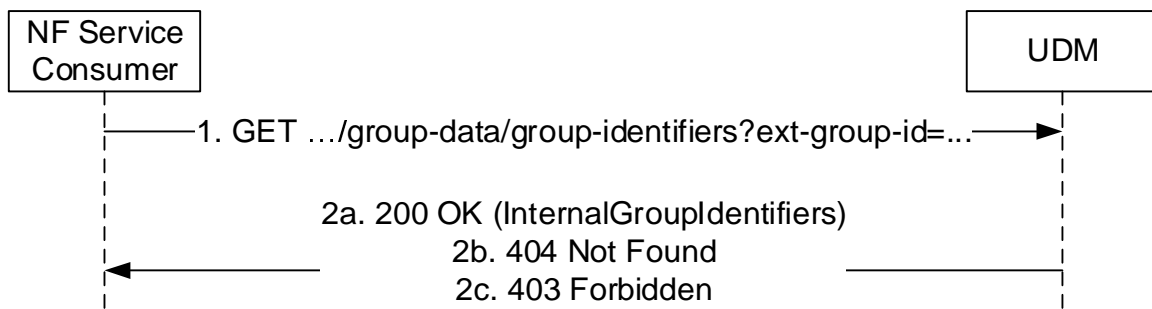 NF Service
Consumer
UDM
1. GET …/group-data/group-identifiers?ext-group-id=...
2a. 200 OK (InternalGroupIdentifiers)
2b. 404 Not Found
2c. 403 Forbidden